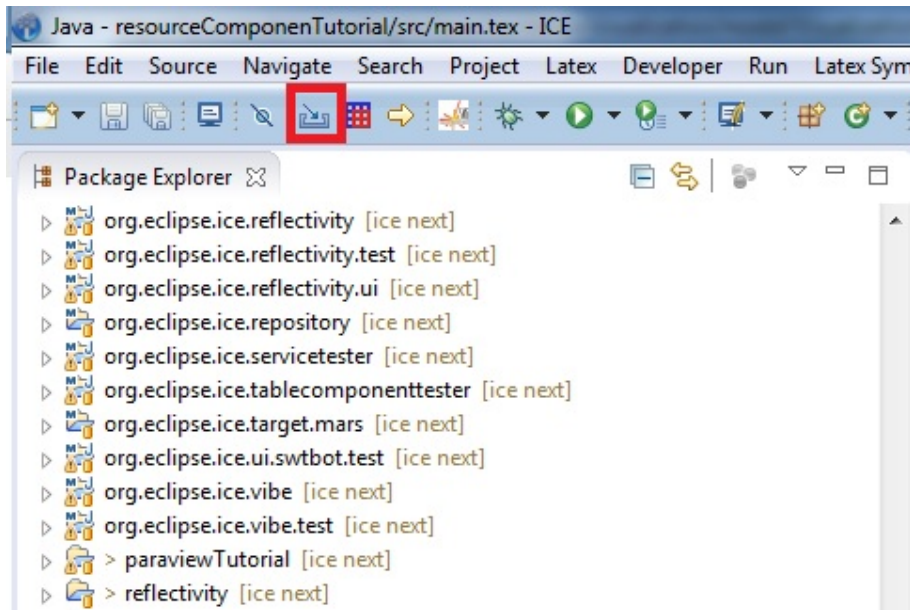 Java - resourceComponenTutorial/src/main.tex - ICE
File Edit Source Navigate Search Project Latex Developer Run Latex Sym
Package Explorer
org.eclipse.ice.reflectivity [ice next]
org.eclipse.ice.reflectivity.test [ice next]
org.eclipse.ice.reflectivity.ui [ice next]
org.eclipse.ice.repository [ice next]
org.eclipse.ice.servicetester [ice next]
org.eclipse.ice.tablecomponenttester [ice next]
org.eclipse.ice.target.mars [ice next]
org.eclipse.ice.ui.swtbot.test [ice next]
org.eclipse.ice.vibe [ice next]
org.eclipse.ice.vibe.test [ice next]
> paraviewTutorial [ice next]
> reflectivity [ice next]